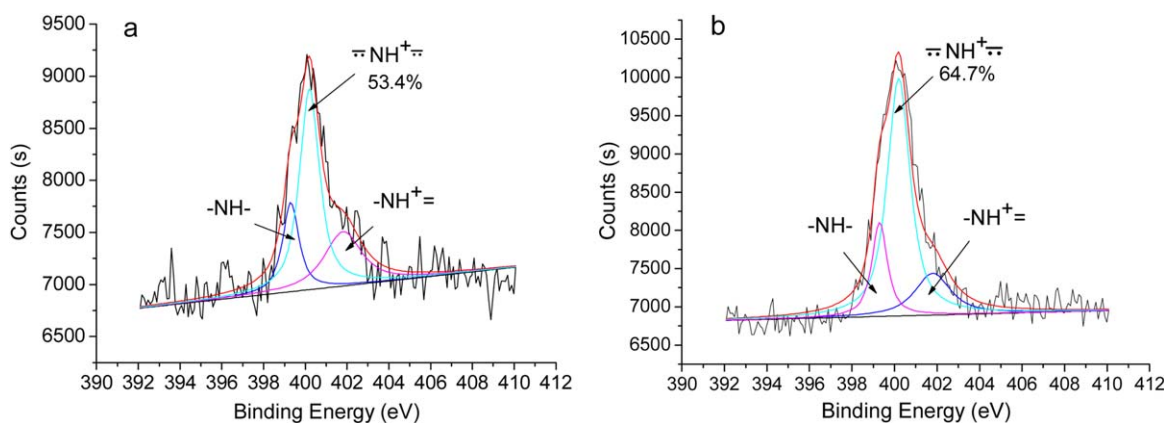 a
9500
9000
8500
8000
7500
7000
6500
Counts (s)
NH+
53.4%
-NH-
-NH+=
390 392 394 396 398 400 402 404 406 408 410 412
Binding Energy (eV)
b
10500
10000
9500
9000
8500
8000
7500
7000
6500
Counts (s)
NH+
64.7%
-NH-
-NH+=
390 392 394 396 398 400 402 404 406 408 410 412
Binding Energy (eV)